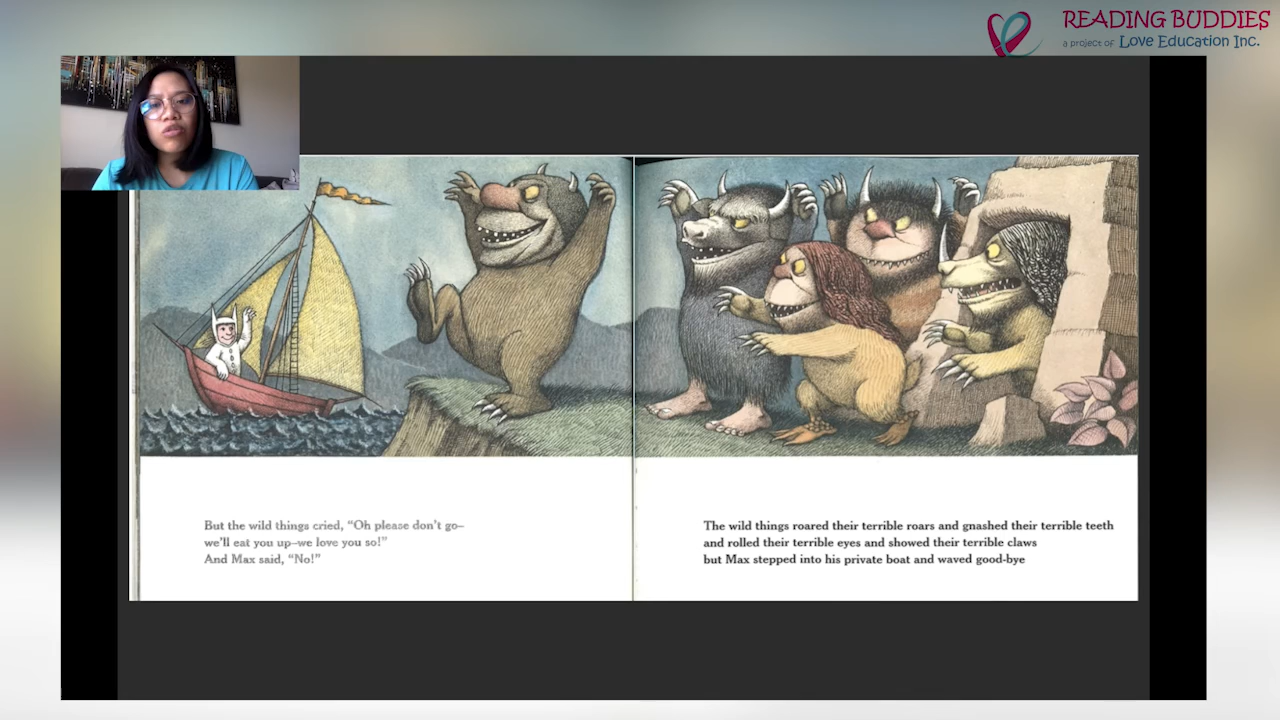 READING BUDDIES
a project of Love Education Inc.
But the wild things cried, “Oh please don’t go–
we’ll eat you up–we love you so!”
And Max said, “No!”
The wild things roared their terrible roars and gnashed their terrible teeth
and rolled their terrible eyes and showed their terrible claws
but Max stepped into his private boat and waved good-bye